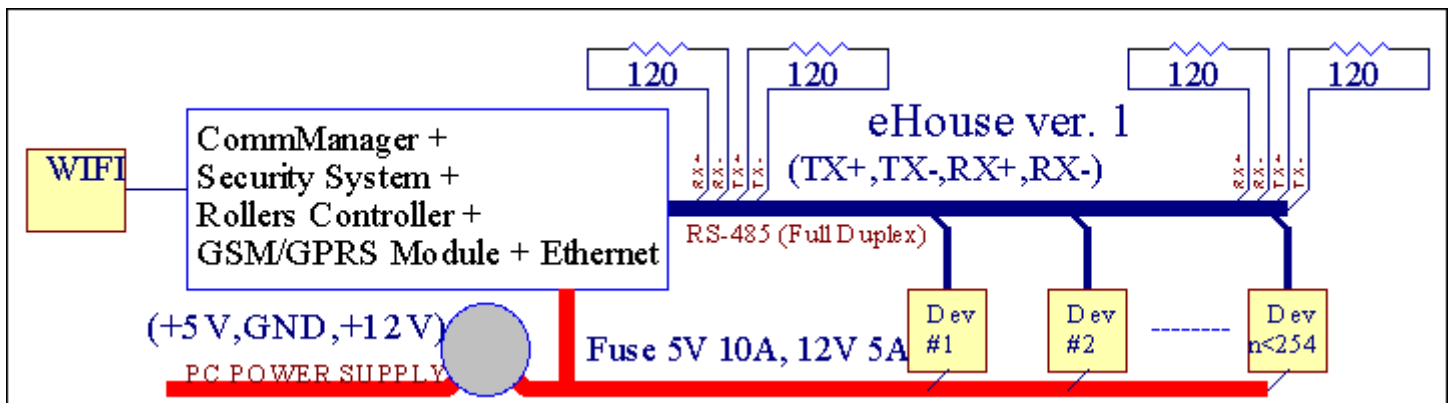 120
120
120
120
eHouse ver. 1
(TX+,TX-,RX+,RX-)
RX+
RX-
TX+
TX-
RX+
RX-
TX+
TX-
WIFI
CommManager +
Security System +
Rollers Controller +
GSM/GPRS Module + Ethernet
RS-485 (Full Duplex)
(+5V,GND,+12V)
PC POWER SUPPLY
Fuse 5V 10A, 12V 5A
Dev
#1
Dev
#2
--------
Dev
n<254